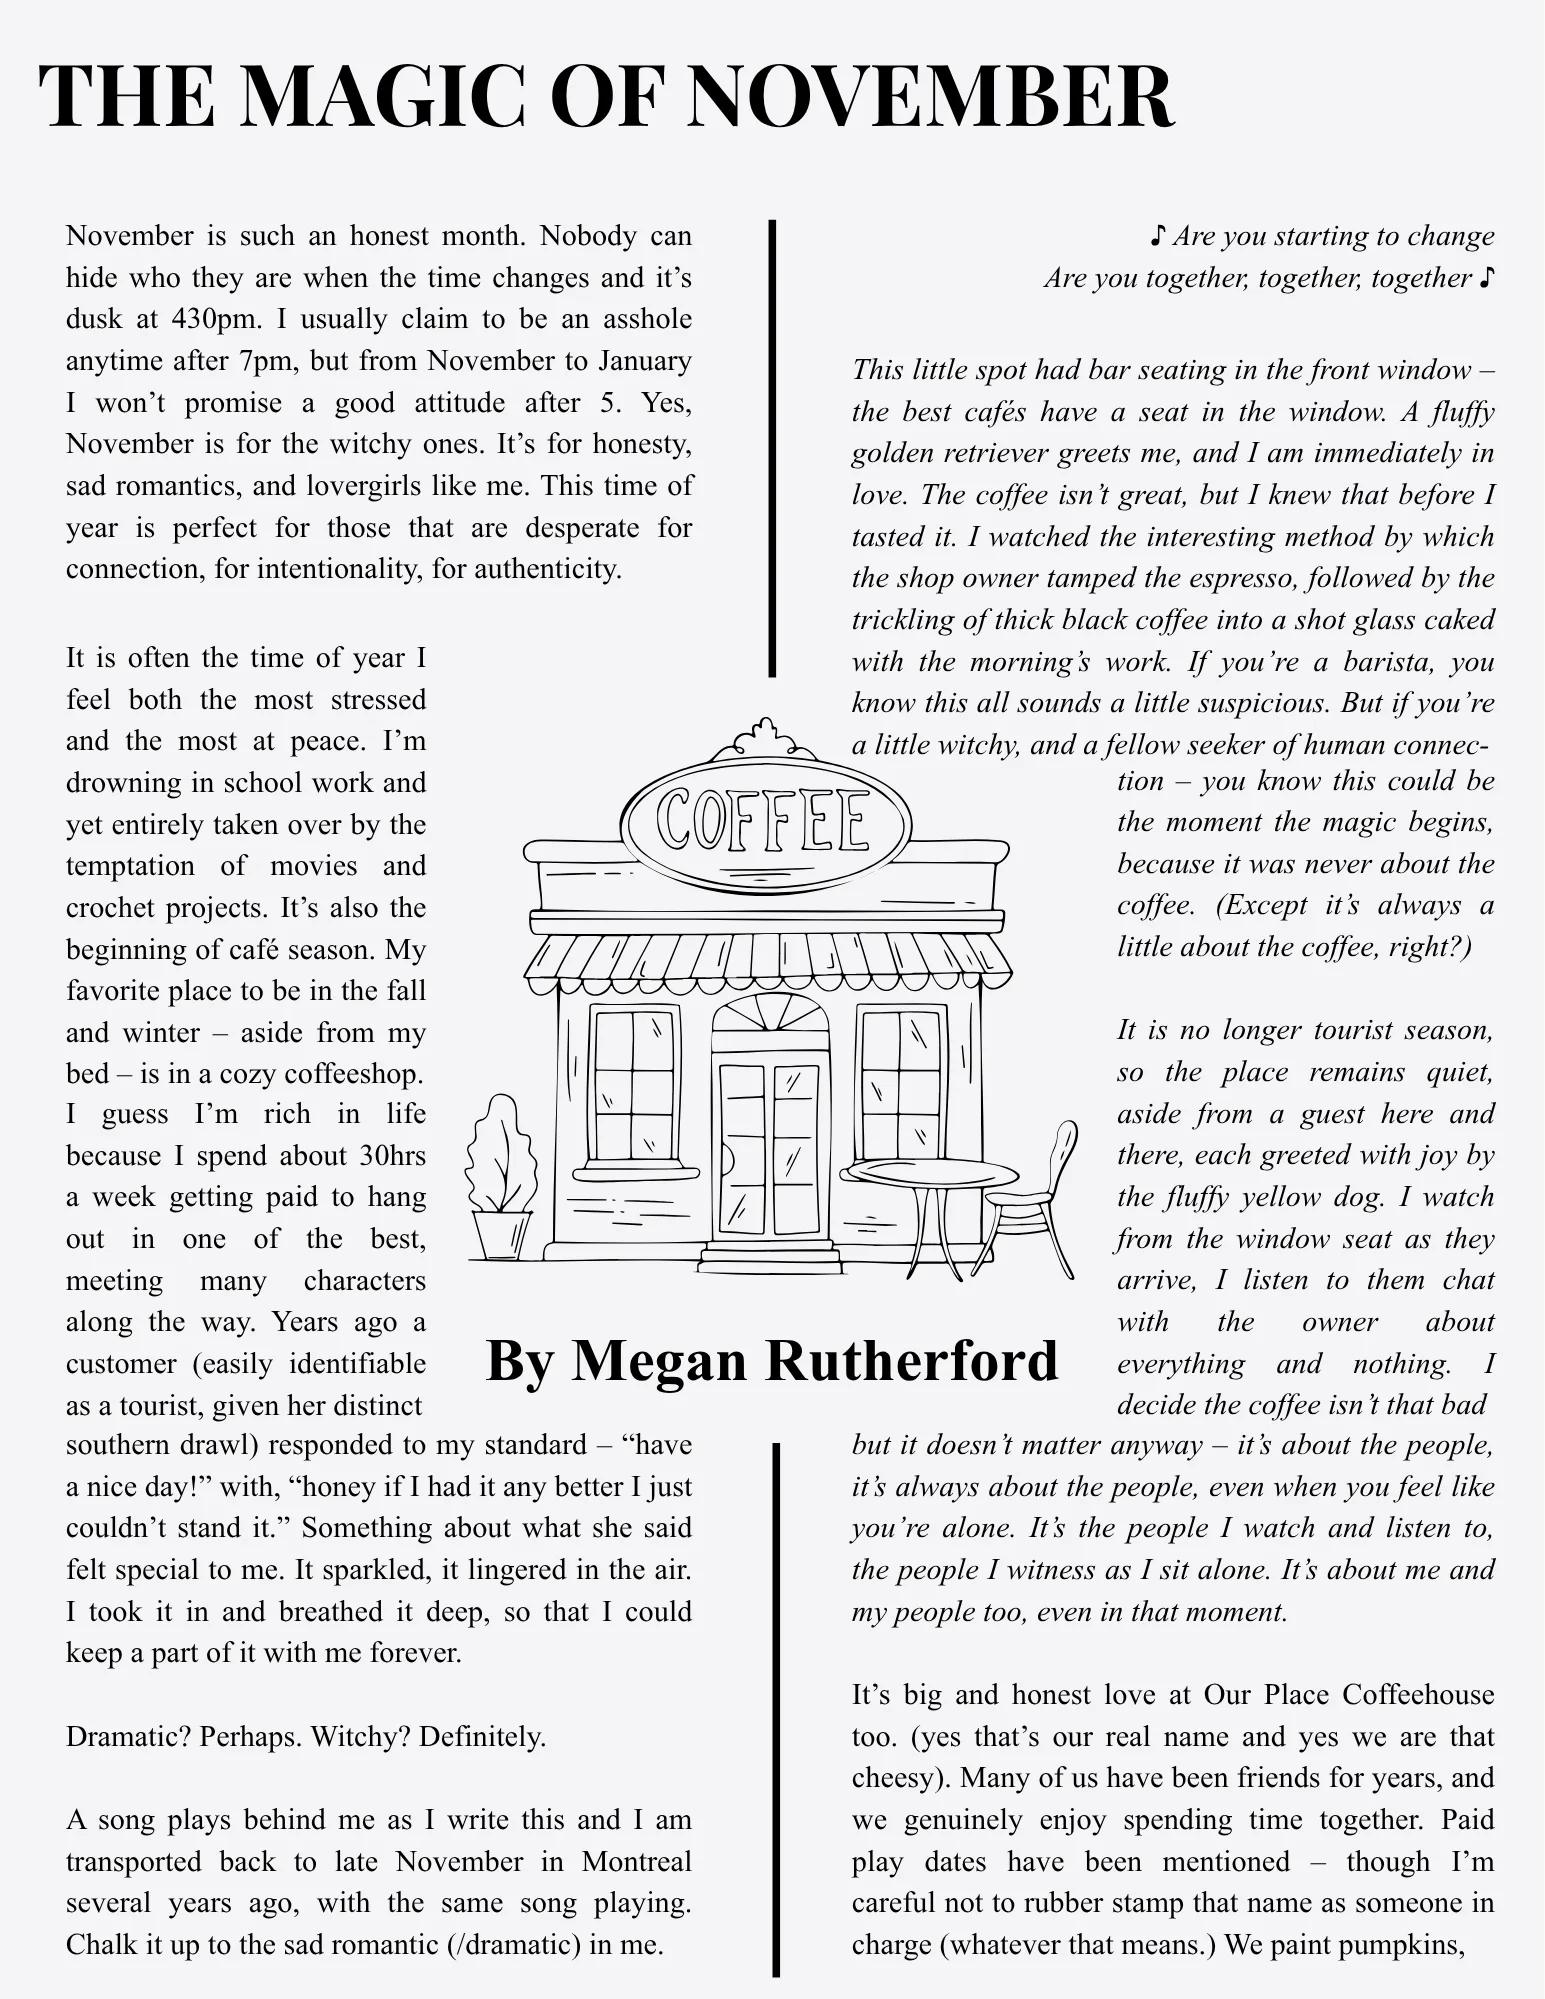 THE MAGIC OF NOVEMBER
November is such an honest month. Nobody can
hide who they are when the time changes and it’s
dusk at 430pm. I usually claim to be an asshole
anytime after 7pm, but from November to January
I won’t promise a good attitude after 5. Yes,
November is for the witchy ones. It’s for honesty,
sad romantics, and lovergirls like me. This time of
year is perfect for those that are desperate for
connection, for intentionality, for authenticity.
It is often the time of year I
feel both the most stressed
and the most at peace. I’m
drowning in school work and
yet entirely taken over by the
temptation of movies and
crochet projects. It’s also the
beginning of café season. My
favorite place to be in the fall
and winter – aside from my
bed – is in a cozy coffeeshop.
I guess I’m rich in life
because I spend about 30hrs
a week getting paid to hang
out in one of the best,
meeting many characters
along the way. Years ago a
customer (easily identifiable
as a tourist, given her distinct
southern drawl) responded to my standard – “have
a nice day!” with, “honey if I had it any better I just
couldn’t stand it.” Something about what she said
felt special to me. It sparkled, it lingered in the air.
I took it in and breathed it deep, so that I could
keep a part of it with me forever.
Dramatic? Perhaps. Witchy? Definitely.
A song plays behind me as I write this and I am
transported back to late November in Montreal
several years ago, with the same song playing.
Chalk it up to the sad romantic (/dramatic) in me.
COFFEE
By Megan Rutherford
♪ Are you starting to change
Are you together, together, together ♪
This little spot had bar seating in the front window –
the best cafés have a seat in the window. A fluffy
golden retriever greets me, and I am immediately in
love. The coffee isn’t great, but I knew that before I
tasted it. I watched the interesting method by which
the shop owner tamped the espresso, followed by the
trickling of thick black coffee into a shot glass caked
with the morning’s work. If you’re a barista, you
know this all sounds a little suspicious. But if you’re
a little witchy, and a fellow seeker of human connec-
tion – you know this could be
the moment the magic begins,
because it was never about the
coffee. (Except it’s always a
little about the coffee, right?)
It is no longer tourist season,
so the place remains quiet,
aside from a guest here and
there, each greeted with joy by
the fluffy yellow dog. I watch
from the window seat as they
arrive, I listen to them chat
with the owner about
everything and nothing. I
decide the coffee isn’t that bad
but it doesn’t matter anyway – it’s about the people,
it’s always about the people, even when you feel like
you’re alone. It’s the people I watch and listen to,
the people I witness as I sit alone. It’s about me and
my people too, even in that moment.
It’s big and honest love at Our Place Coffeehouse
too. (yes that’s our real name and yes we are that
cheesy). Many of us have been friends for years, and
we genuinely enjoy spending time together. Paid
play dates have been mentioned – though I’m
careful not to rubber stamp that name as someone in
charge (whatever that means.) We paint pumpkins,